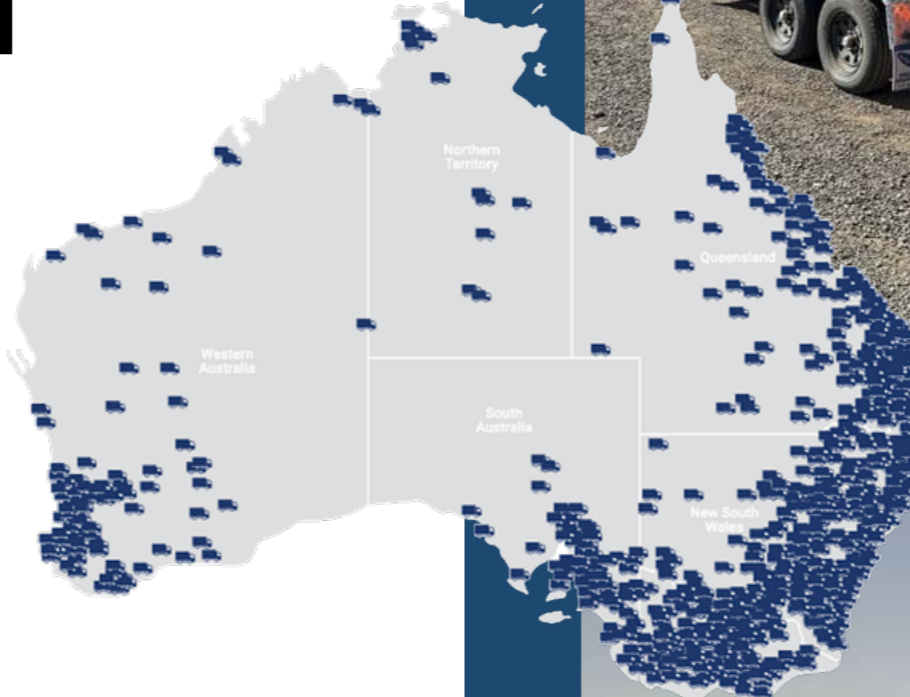 Northern
Territory
Queensland
Western
Australia
South
Australia
New South
Wales